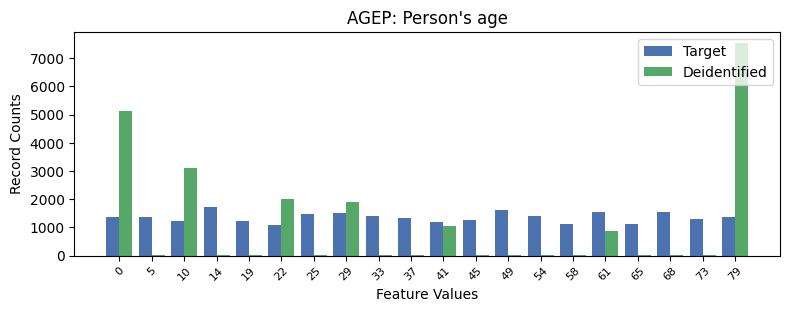 AGEP: Person's age
Target
Deidentified
Record Counts
7000
6000
5000
4000
3000
2000
1000
0
0 5 10 14 19 22 25 29 33 37 41 45 49 54 58 61 65 68 73 79
Feature Values